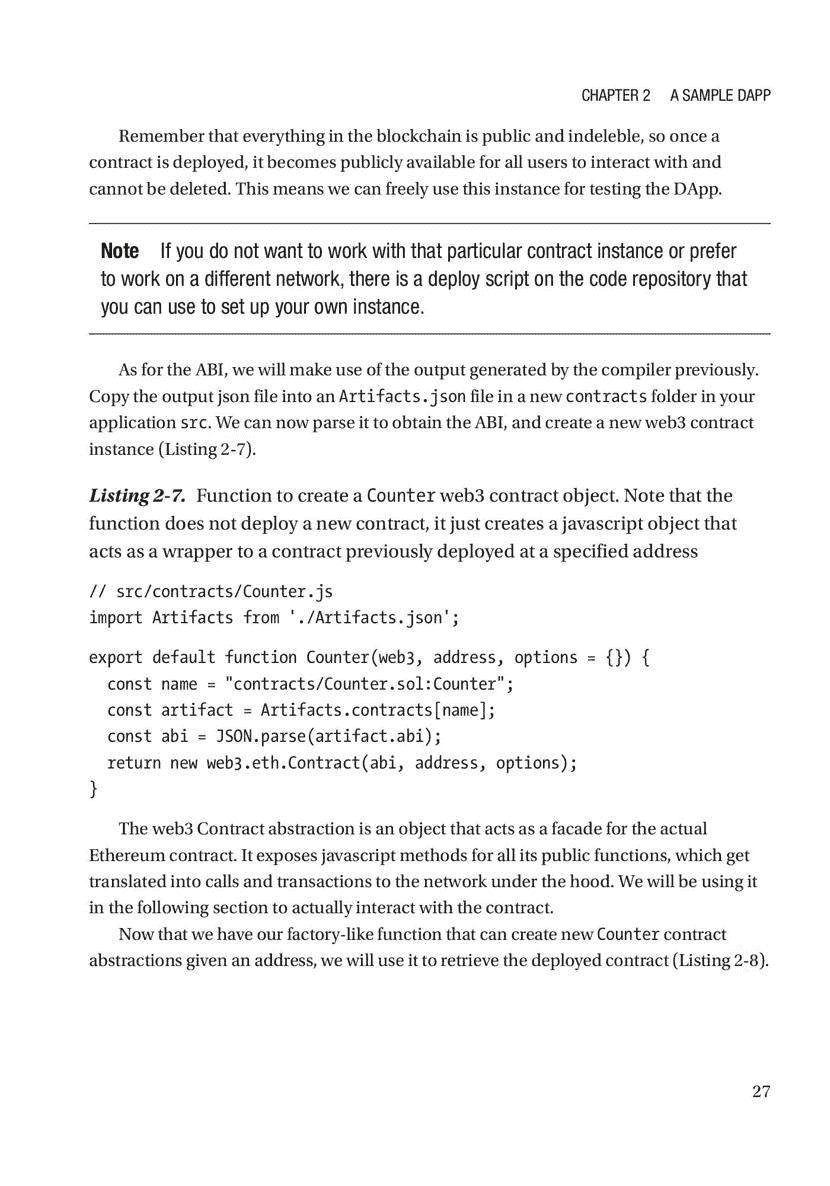 CHAPTER 2 A SAMPLE DAPP
Remember that everything in the blockchain is public and indeleble, so once a
contract is deployed, it becomes publicly available for all users to interact with and
cannot be deleted. This means we can freely use this instance for testing the DApp.
Note If you do not want to work with that particular contract instance or prefer
to work on a different network, there is a deploy script on the code repository that
you can use to set up your own instance.
As for the ABI, we will make use of the output generated by the compiler previously.
Copy the output json file into an Artifacts.json file in a new contracts folder in your
application src. We can now parse it to obtain the ABI, and create a new web3 contract
instance (Listing 2-7).
Listing 2-7. Function to create a Counter web3 contract object. Note that the
function does not deploy a new contract, it just creates a javascript object that
acts as a wrapper to a contract previously deployed at a specified address
// src/contracts/Counter.js
import Artifacts from './Artifacts.json';
export default function Counter(web3, address, options = {}) {
  const name = "contracts/Counter.sol:Counter";
  const artifact = Artifacts.contracts[name];
  const abi = JSON.parse(artifact.abi);
  return new web3.eth.Contract(abi, address, options);
}
The web3 Contract abstraction is an object that acts as a facade for the actual
Ethereum contract. It exposes javascript methods for all its public functions, which get
translated into calls and transactions to the network under the hood. We will be using it
in the following section to actually interact with the contract.
Now that we have our factory-like function that can create new Counter contract
abstractions given an address, we will use it to retrieve the deployed contract (Listing 2-8).
27